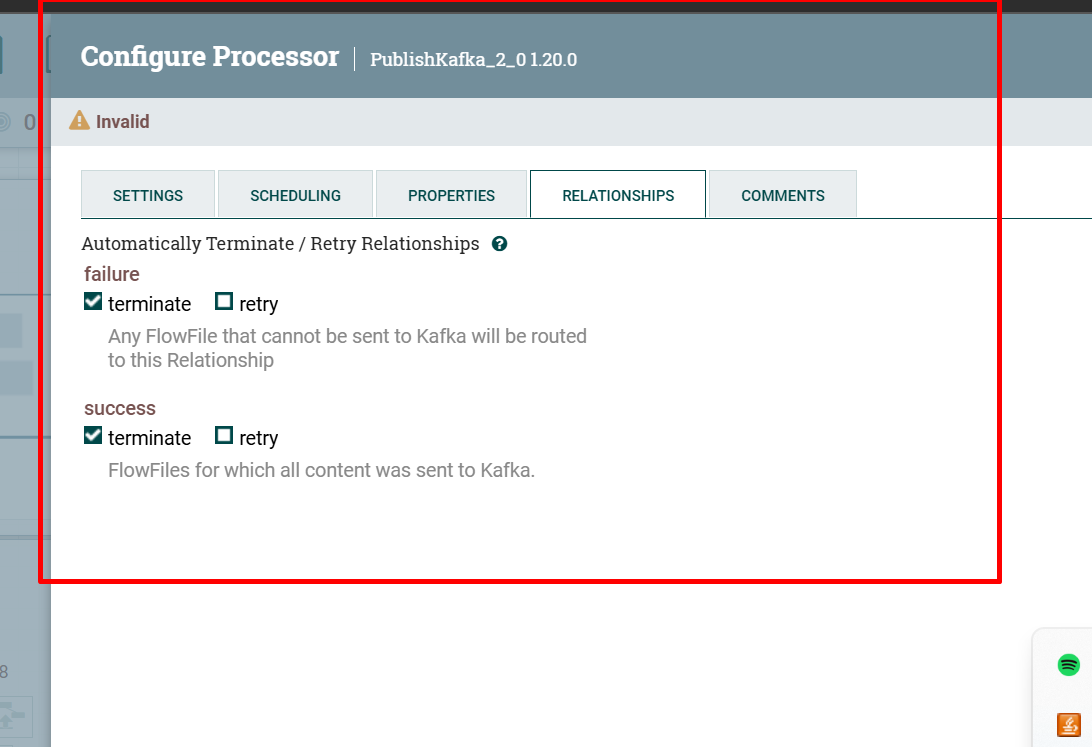 Configure Processor | PublishKafka_2_0 1.20.0
0
Invalid
SETTINGS
SCHEDULING
PROPERTIES
RELATIONSHIPS
COMMENTS
Automatically Terminate / Retry Relationships ?
failure
terminate retry
Any FlowFile that cannot be sent to Kafka will be routed
to this Relationship
success
terminate retry
FlowFiles for which all content was sent to Kafka.
8